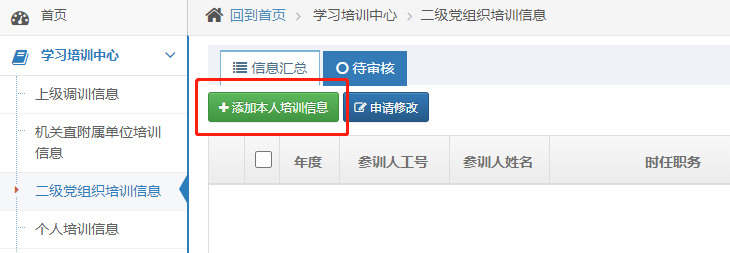 首页
回到首页 > 学习培训中心 > 二级党组织培训信息
学习培训中心
信息汇总
待审核
上级调训信息
添加本人培训信息
申请修改
机关直附属单位培训
信息
年度
参训人工号
参训人姓名
时任职务
二级党组织培训信息
个人培训信息